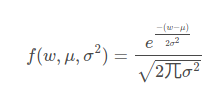 f(w, μ, σ²) = e^(−(w−μ)/2σ²) / √(2∏σ²)